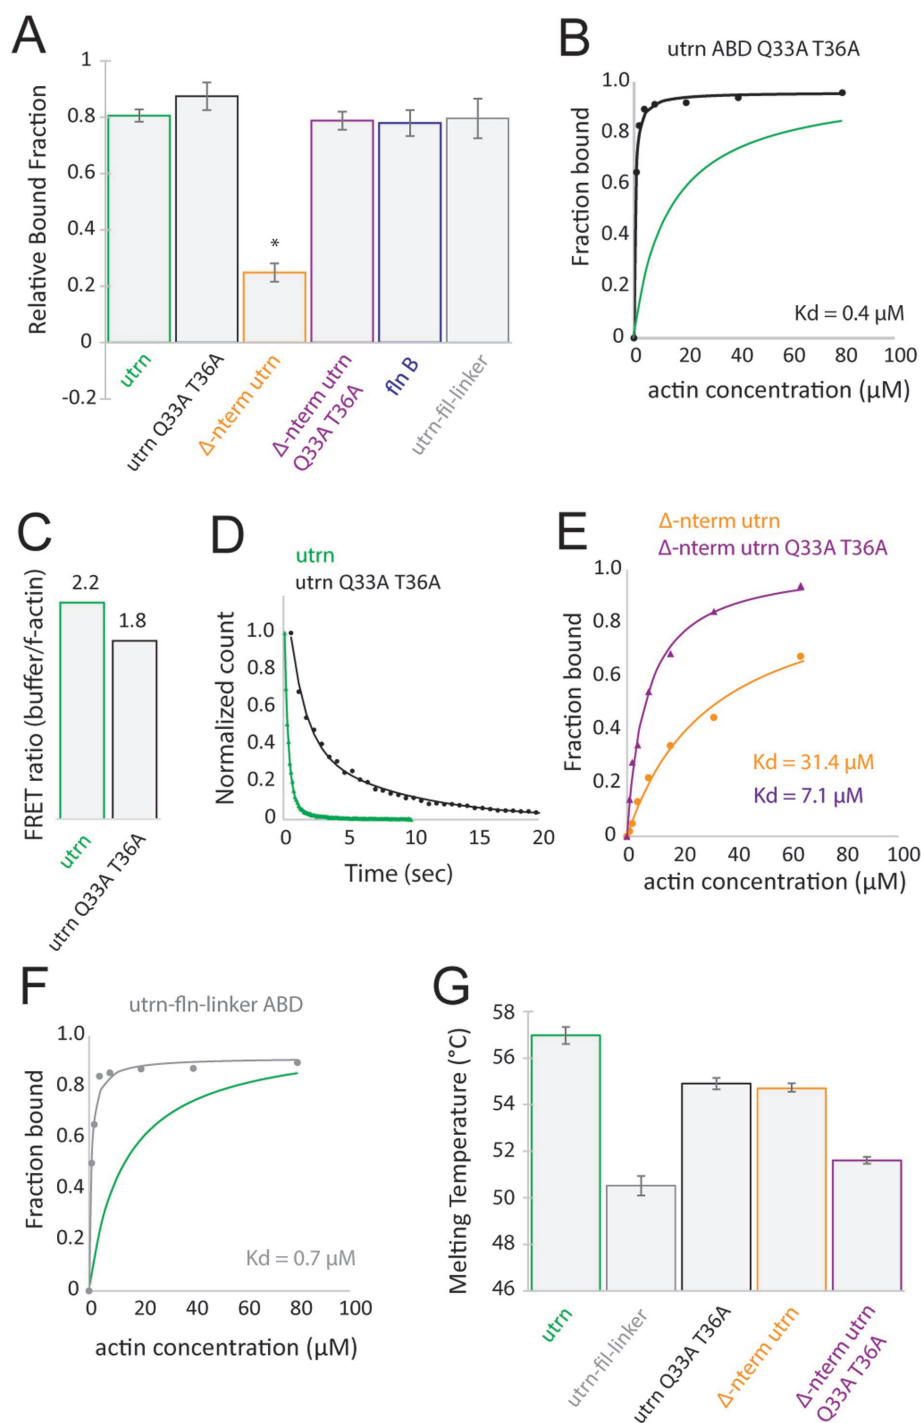 A
Relative Bound Fraction
1
0.8
0.6
0.4
0.2
0
-0.2
*
utrn
utrn Q33A T36A
Δ-nterm utrn
Δ-nterm utrn
Q33A T36A
fln B
utrn-fil-linker
B
utrn ABD Q33A T36A
Fraction bound
1.0
0.8
0.6
0.4
0.2
0
Kd = 0.4 µM
0 20 40 60 80 100
actin concentration (µM)
C
FRET ratio (buffer/f-actin)
2.2
1.8
utrn
utrn Q33A T36A
D
utrn
utrn Q33A T36A
Normalized count
1.0
0.8
0.6
0.4
0.2
0
0 5 10 15 20
Time (sec)
E
Δ-nterm utrn
Δ-nterm utrn Q33A T36A
Fraction bound
1.0
0.8
0.6
0.4
0.2
0
Kd = 31.4 µM
Kd = 7.1 µM
0 20 40 60 80 100
actin concentration (µM)
F
utrn-fln-linker ABD
Fraction bound
1.0
0.8
0.6
0.4
0.2
0
Kd = 0.7 µM
0 20 40 60 80 100
actin concentration (µM)
G
Melting Temperature (°C)
58
56
54
52
50
48
46
utrn
utrn-fil-linker
utrn Q33A T36A
Δ-nterm utrn
Δ-nterm utrn
Q33A T36A